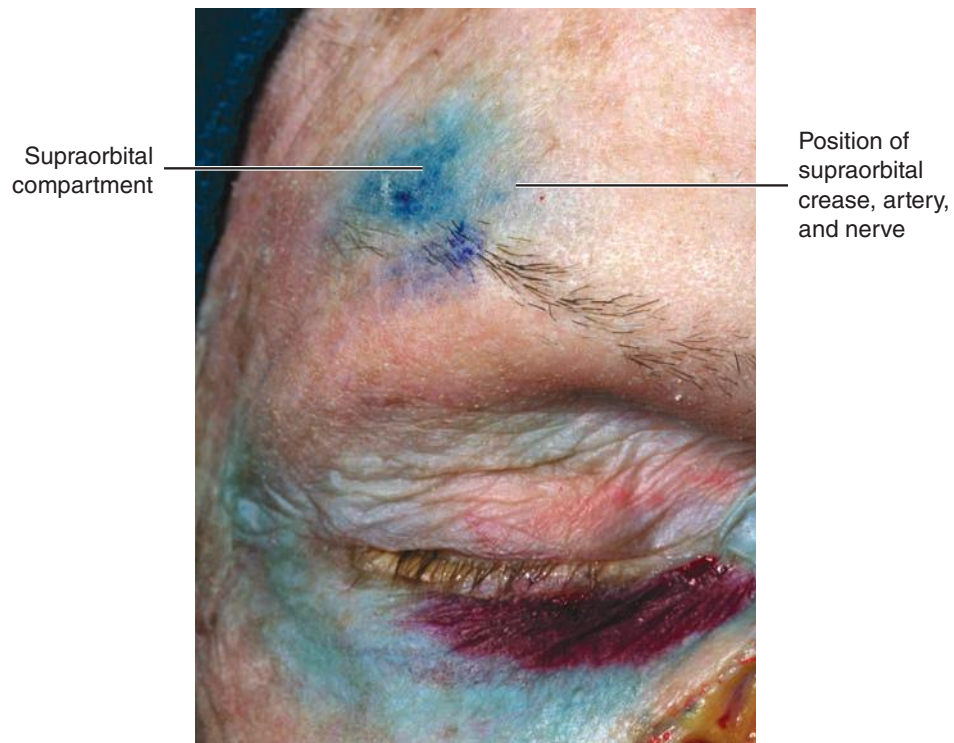 Supraorbital
compartment
Position of
supraorbital
crease, artery,
and nerve